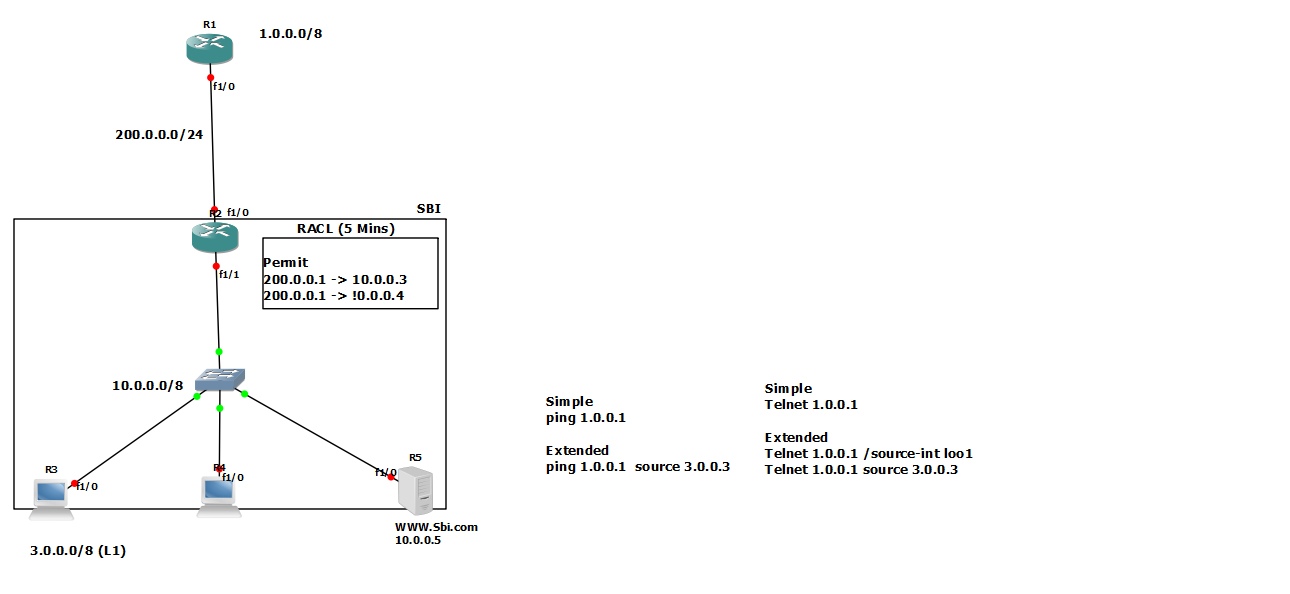 R1
1.0.0.0/8
f1/0
200.0.0.0/24
SBI
R2 f1/0
RACL (5 Mins)
Permit
200.0.0.1 -> 10.0.0.3
200.0.0.1 -> !0.0.0.4
f1/1
10.0.0.0/8
R3
f1/0
R4
f1/0
R5
f1/0
WWW.Sbi.com
10.0.0.5
3.0.0.0/8 (L1)
Simple
ping 1.0.0.1
Extended
ping 1.0.0.1 source 3.0.0.3
Simple
Telnet 1.0.0.1
Extended
Telnet 1.0.0.1 /source-int loo1
Telnet 1.0.0.1 source 3.0.0.3